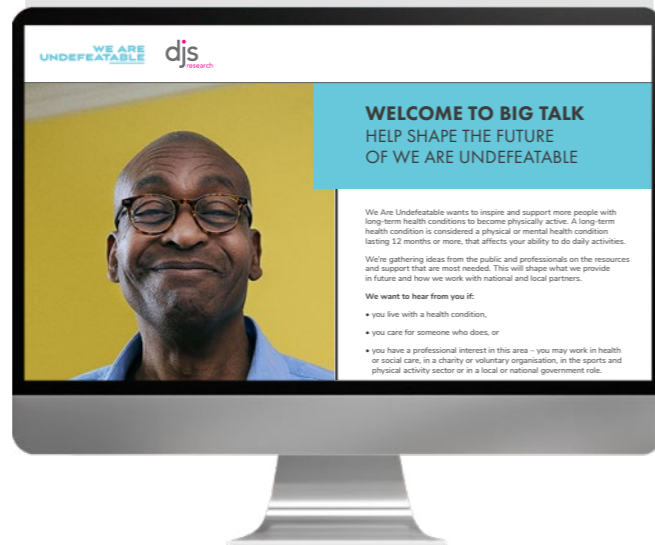 WE ARE
UNDEFEATABLE
djs
research
WELCOME TO BIG TALK
HELP SHAPE THE FUTURE
OF WE ARE UNDEFEATABLE
We Are Undefeatable wants to inspire and support more people with
long-term health conditions to become physically active. A long-term
health condition is considered a physical or mental health condition
lasting 12 months or more, that affects your ability to do daily activities.
We're gathering ideas from the public and professionals on the resources
and support that are most needed. This will shape what we provide
in future and how we work with national and local partners.
We want to hear from you if:
• you live with a health condition,
• you care for someone who does, or
• you have a professional interest in this area – you may work in health
or social care, in a charity or voluntary organisation, in the sports and
physical activity sector or in a local or national government role.